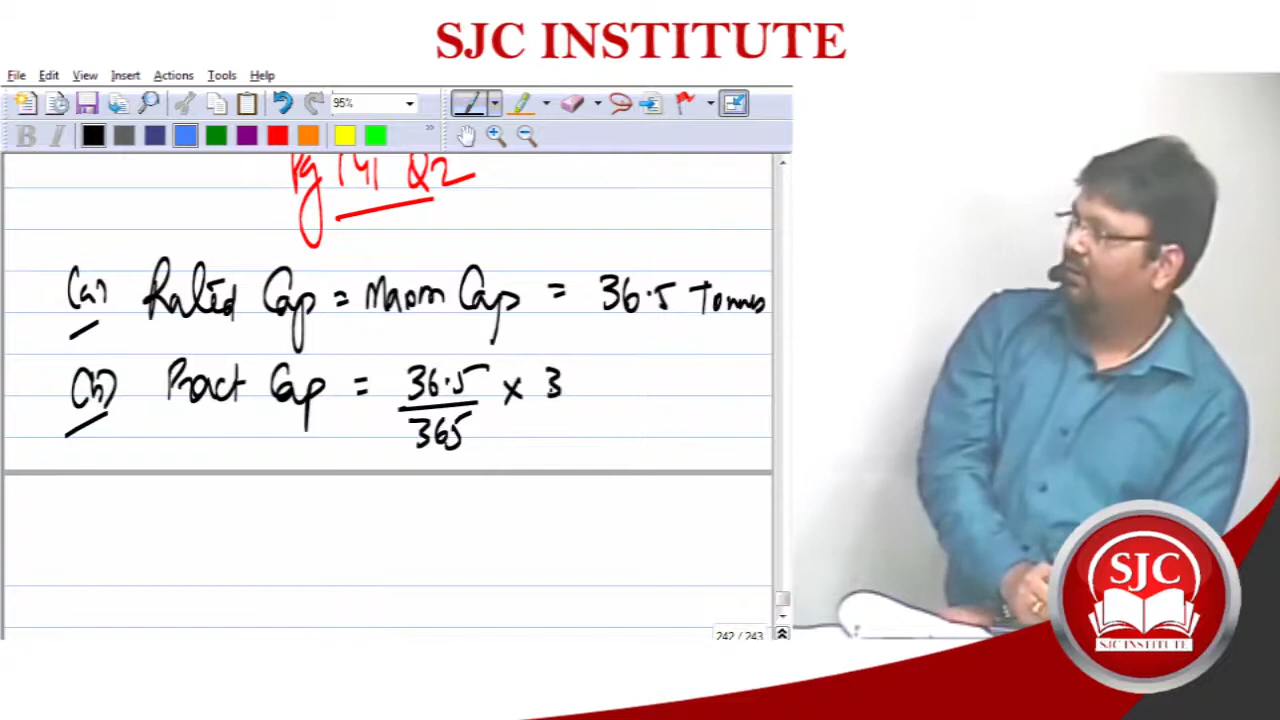 SJC INSTITUTE
File Edit View Insert Actions Tools Help
95%
B I
Pg 141 Q2
(a) Rated Cap = Maxm Cap = 36.5 Tonnes
(b) Pract Cap = 36.5 / 365 × 3
242 / 243
SJC
SJC INSTITUTE